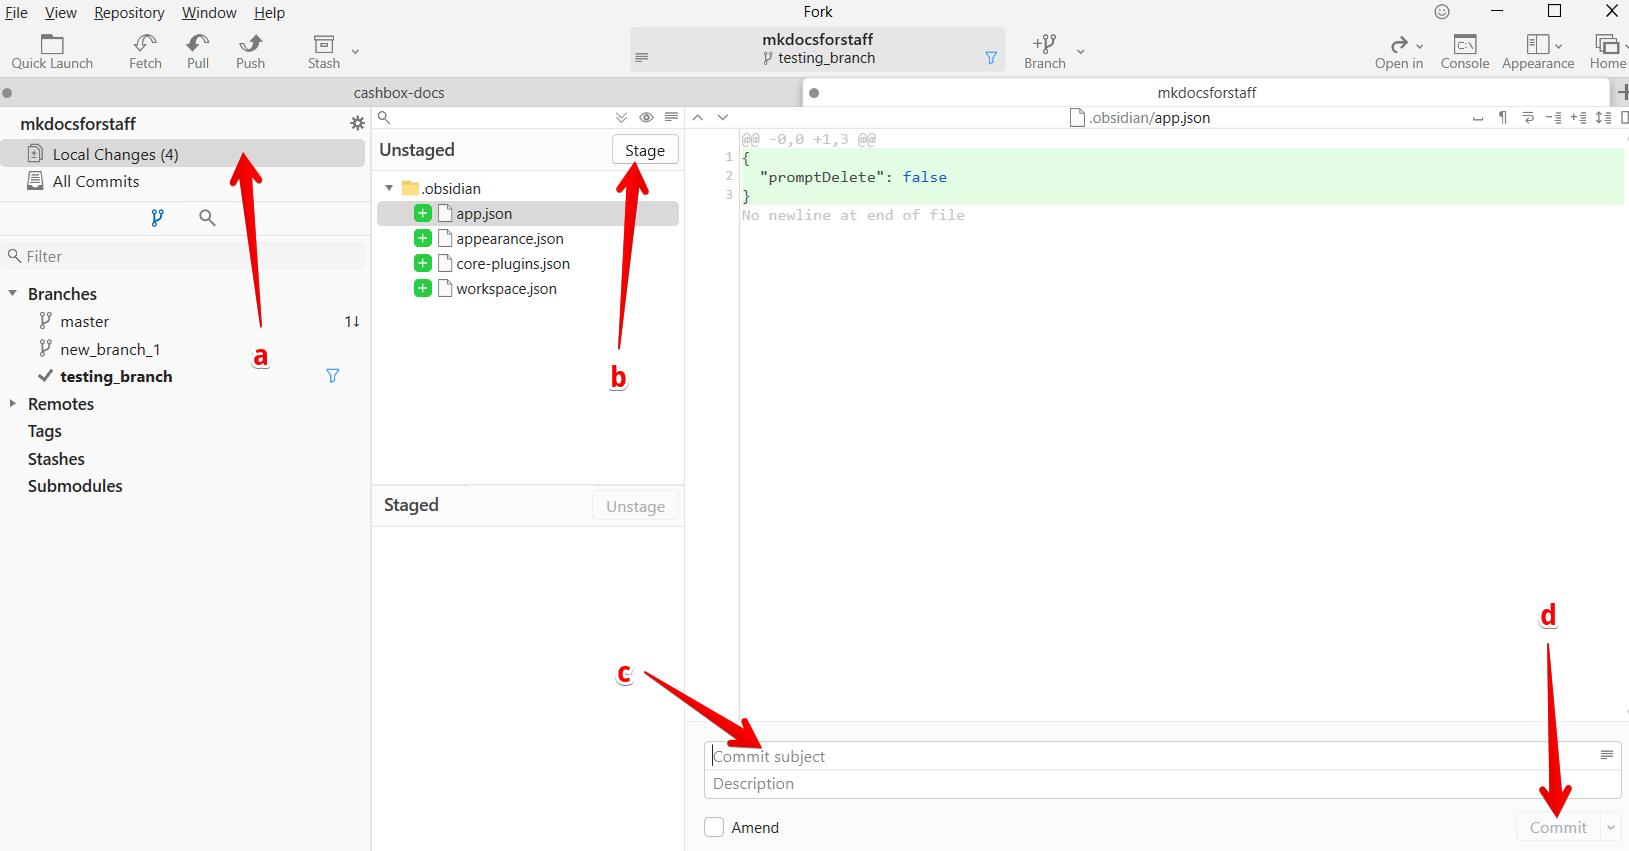 File View Repository Window Help
Fork
Quick Launch
Fetch
Pull
Push
Stash
mkdocsforstaff
testing_branch
Branch
Open in
Console
Appearance
Home
cashbox-docs
mkdocsforstaff
mkdocsforstaff
Local Changes (4)
All Commits
Filter
Branches
master 1↓
new_branch_1
testing_branch
Remotes
Tags
Stashes
Submodules
a
Unstaged
Stage
.obsidian
app.json
appearance.json
core-plugins.json
workspace.json
b
Staged
Unstage
.obsidian/app.json
@@ -0,0 +1,3 @@
1 {
2 "promptDelete": false
3 }
No newline at end of file
c
d
Commit subject
Description
Amend
Commit